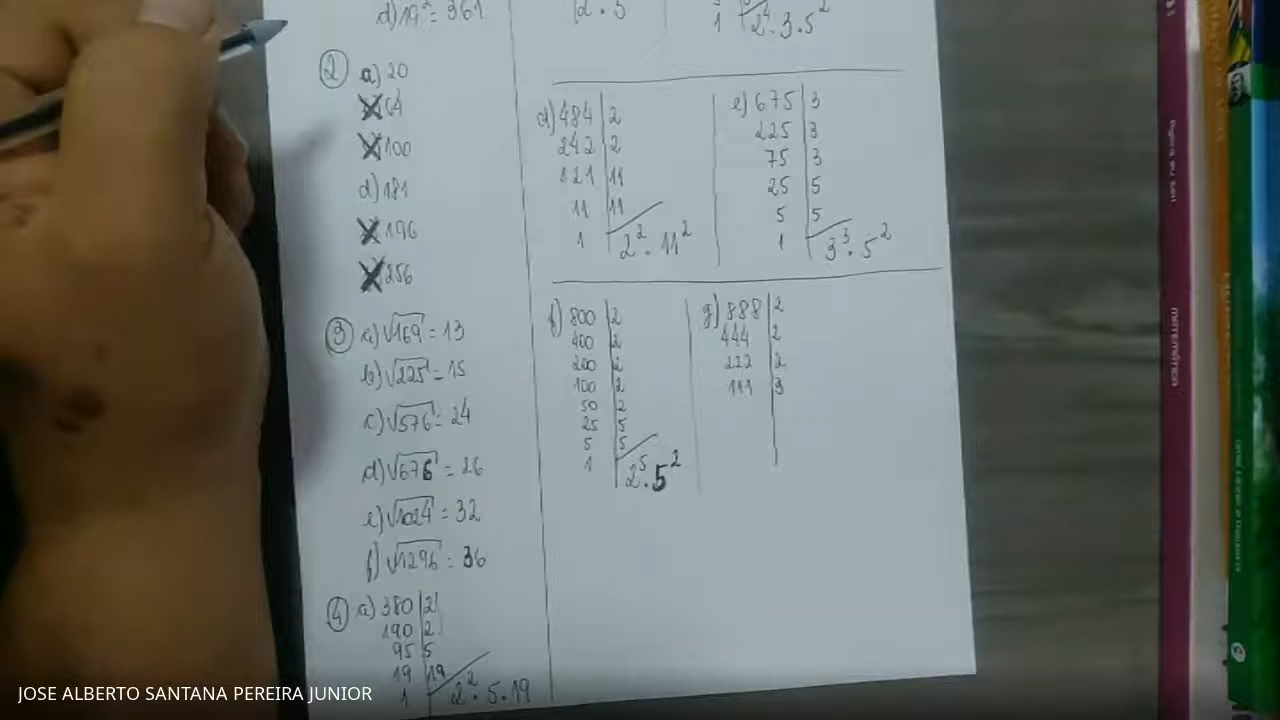 d) 19² = 361
② a) 20
64
100
d) 181
196
256
③ a) √169 = 13
b) √225 = 15
c) √576 = 24
d) √676 = 26
e) √1024 = 32
f) √1296 = 36
④ a) 380 | 2
190 | 2
95 | 5
19 | 19
1 | 2² . 5 . 19
1 | 2⁴ . 3 . 5²
d) 484 | 2
242 | 2
121 | 11
11 | 11
1 | 2² . 11²
e) 675 | 3
225 | 3
75 | 3
25 | 5
5 | 5
1 | 3³ . 5²
f) 800 | 2
400 | 2
200 | 2
100 | 2
50 | 2
25 | 5
5 | 5
1 | 2⁵ . 5²
g) 888 | 2
444 | 2
222 | 2
111 | 3
JOSE ALBERTO SANTANA PEREIRA JUNIOR